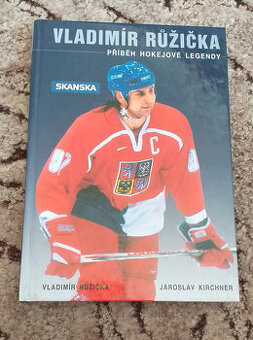 VLADIMÍR RŮŽIČKA
PŘÍBĚH HOKEJOVÉ LEGENDY
SKANSKA
C
VLADIMÍR RŮŽIČKA
JAROSLAV KIRCHNER